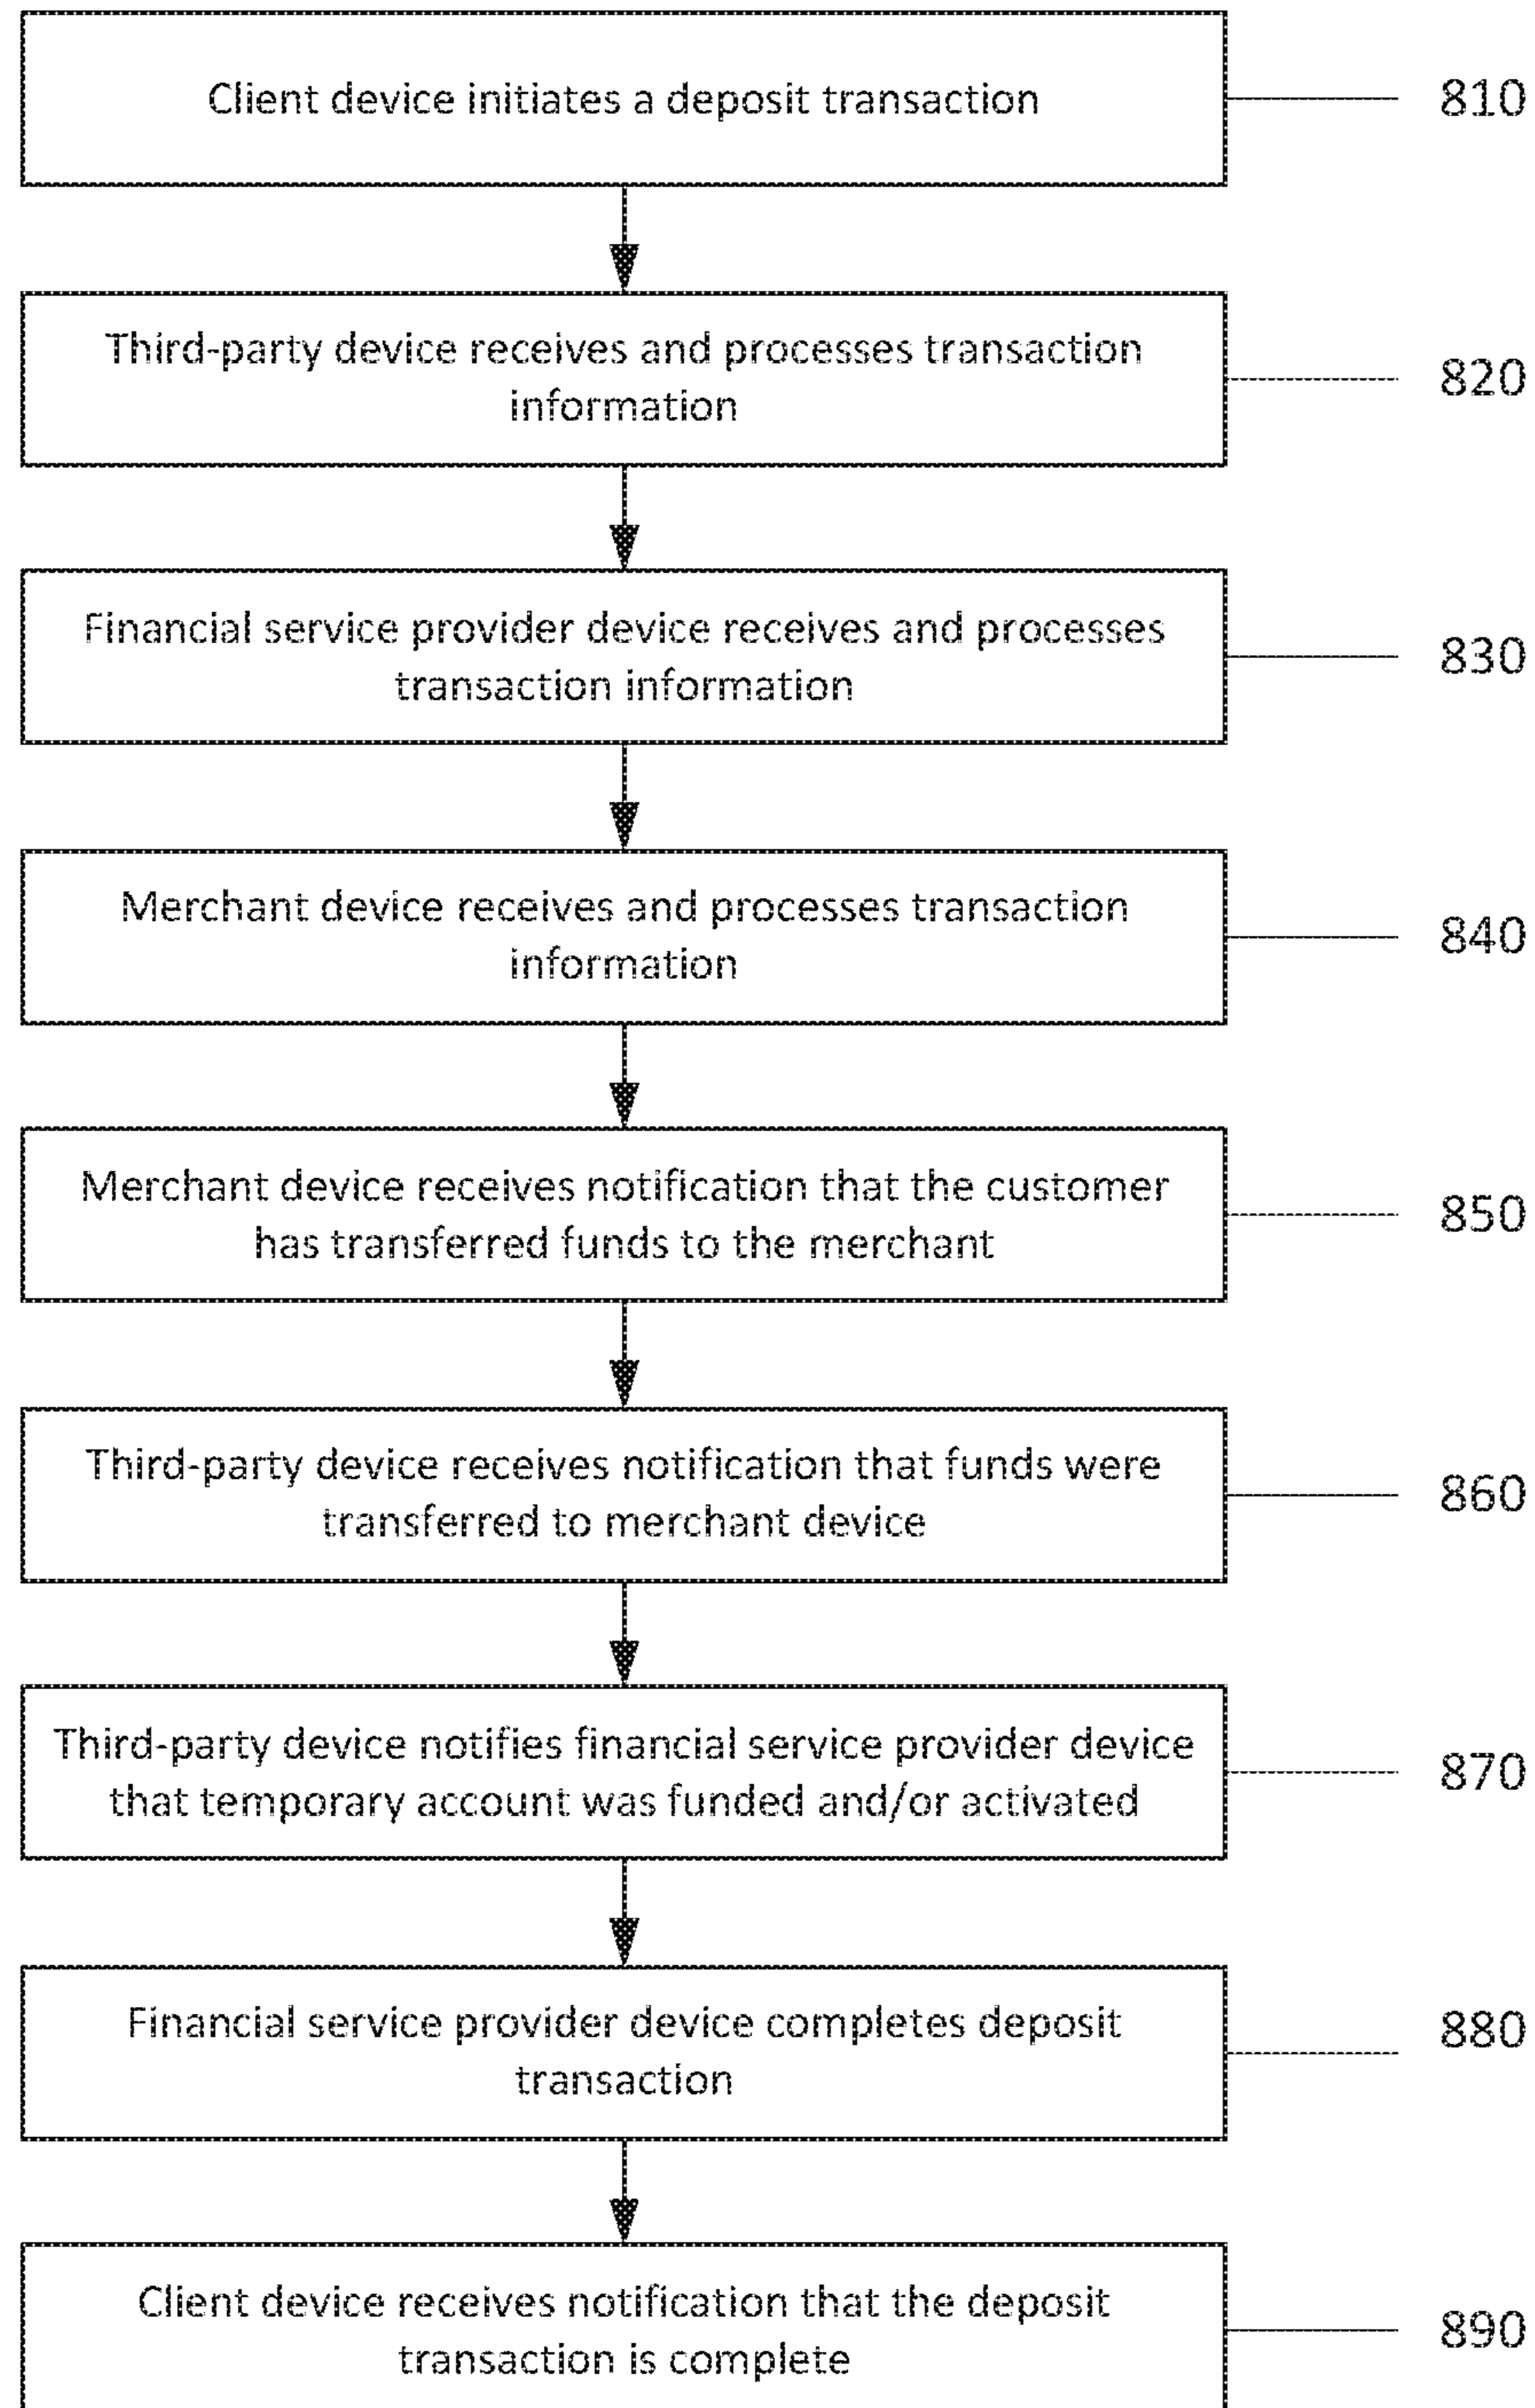 Client device initiates a deposit transaction
810
Third-party device receives and processes transaction
information
820
Financial service provider device receives and processes
transaction information
830
Merchant device receives and processes transaction
information
840
Merchant device receives notification that the customer
has transferred funds to the merchant
850
Third-party device receives notification that funds were
transferred to merchant device
860
Third-party device notifies financial service provider device
that temporary account was funded and/or activated
870
Financial service provider device completes deposit
transaction
880
Client device receives notification that the deposit
transaction is complete
890